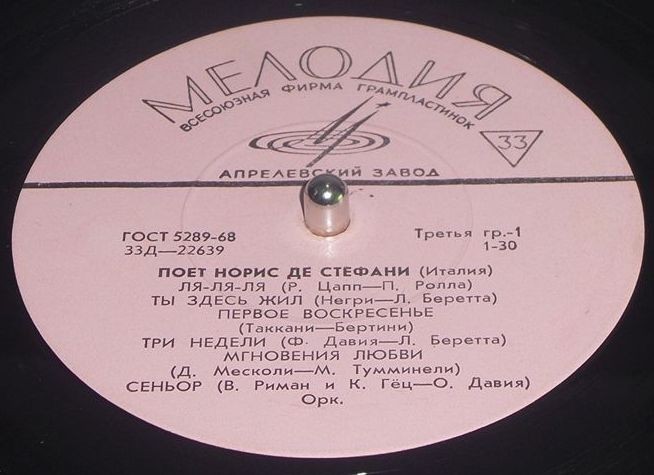 МЕЛОДИЯ
ВСЕСОЮЗНАЯ ФИРМА ГРАМПЛАСТИНОК
33
АПРЕЛЕВСКИЙ ЗАВОД
ГОСТ 5289-68 Третья гр.-1
33Д—22639 1-30
ПОЕТ НОРИС ДЕ СТЕФАНИ (Италия)
ЛЯ-ЛЯ-ЛЯ (Р. Цапп—П. Ролла)
ТЫ ЗДЕСЬ ЖИЛ (Негри—Л. Беретта)
ПЕРВОЕ ВОСКРЕСЕНЬЕ
(Таккани—Бертини)
ТРИ НЕДЕЛИ (Ф. Давия—Л. Беретта)
МГНОВЕНИЯ ЛЮБВИ
(Д. Месколи—М. Тумминели)
СЕНЬОР (В. Риман и К. Гёц—О. Давия)
Орк.